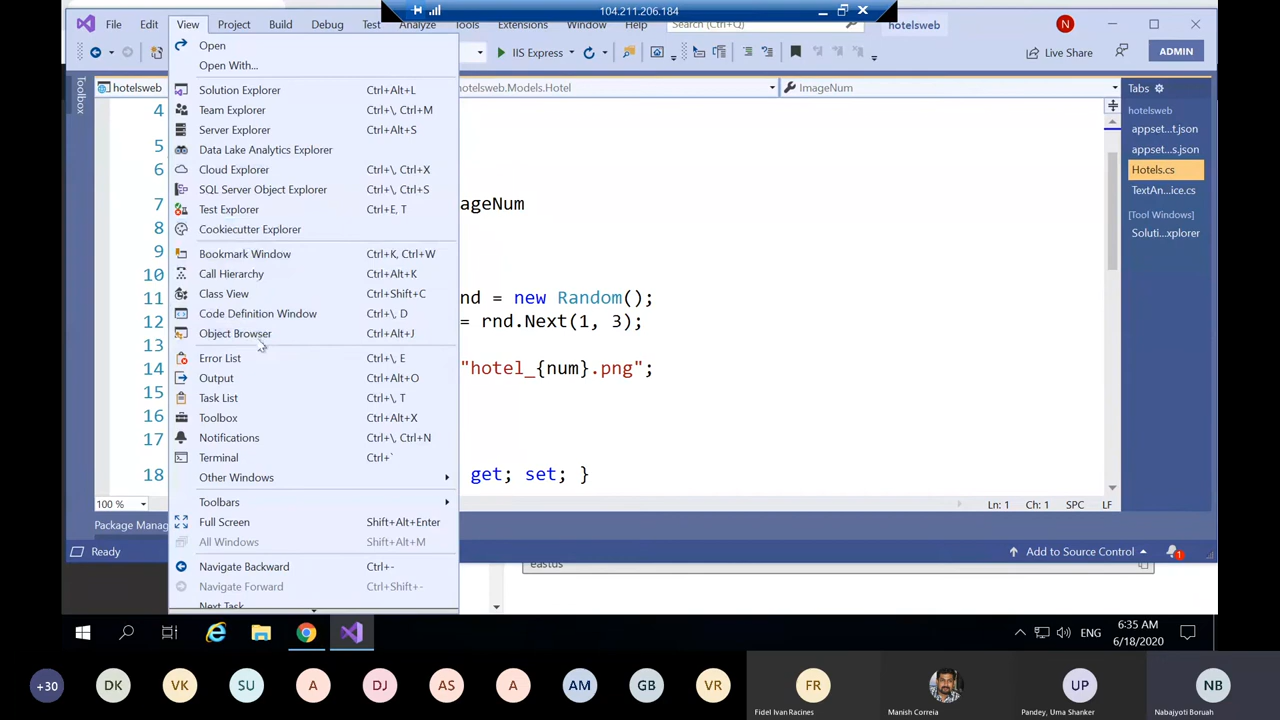 104.211.206.184
File Edit View Project Build Debug Test Analyze Tools Extensions Window Search (Ctrl+Q) hotelsweb N
IIS Express Live Share ADMIN
Toolbox
hotelsweb otelsweb.Models.Hotel ImageNum
Open
Open With...
Solution Explorer Ctrl+Alt+L
Team Explorer Ctrl+\, Ctrl+M
Server Explorer Ctrl+Alt+S
Data Lake Analytics Explorer
Cloud Explorer Ctrl+\, Ctrl+X
SQL Server Object Explorer Ctrl+\, Ctrl+S
Test Explorer Ctrl+E, T
Cookiecutter Explorer
Bookmark Window Ctrl+K, Ctrl+W
Call Hierarchy Ctrl+Alt+K
Class View Ctrl+Shift+C
Code Definition Window Ctrl+\, D
Object Browser Ctrl+Alt+J
Error List Ctrl+\, E
Output Ctrl+Alt+O
Task List Ctrl+\, T
Toolbox Ctrl+Alt+X
Notifications Ctrl+\, Ctrl+N
Terminal Ctrl+`
Other Windows
Toolbars
Full Screen Shift+Alt+Enter
All Windows Shift+Alt+M
Navigate Backward Ctrl+-
Navigate Forward Ctrl+Shift+-
Next Task
4
5
6
7 ageNum
8
9
10
11 nd = new Random();
12 = rnd.Next(1, 3);
13
14 "hotel_{num}.png";
15
16
17
18 get; set; }
Tabs
hotelsweb
appset...t.json
appset...s.json
Hotels.cs
TextAn...ice.cs
[Tool Windows]
Soluti...xplorer
100 % Ln: 1 Ch: 1 SPC LF
Package Manag
Ready Add to Source Control 1
eastus
ENG 6:35 AM
6/18/2020
+30 DK VK SU A DJ AS A AM GB VR FR UP NB
Fidel Ivan Racines Manish Correia Pandey, Uma Shanker Nabajyoti Boruah